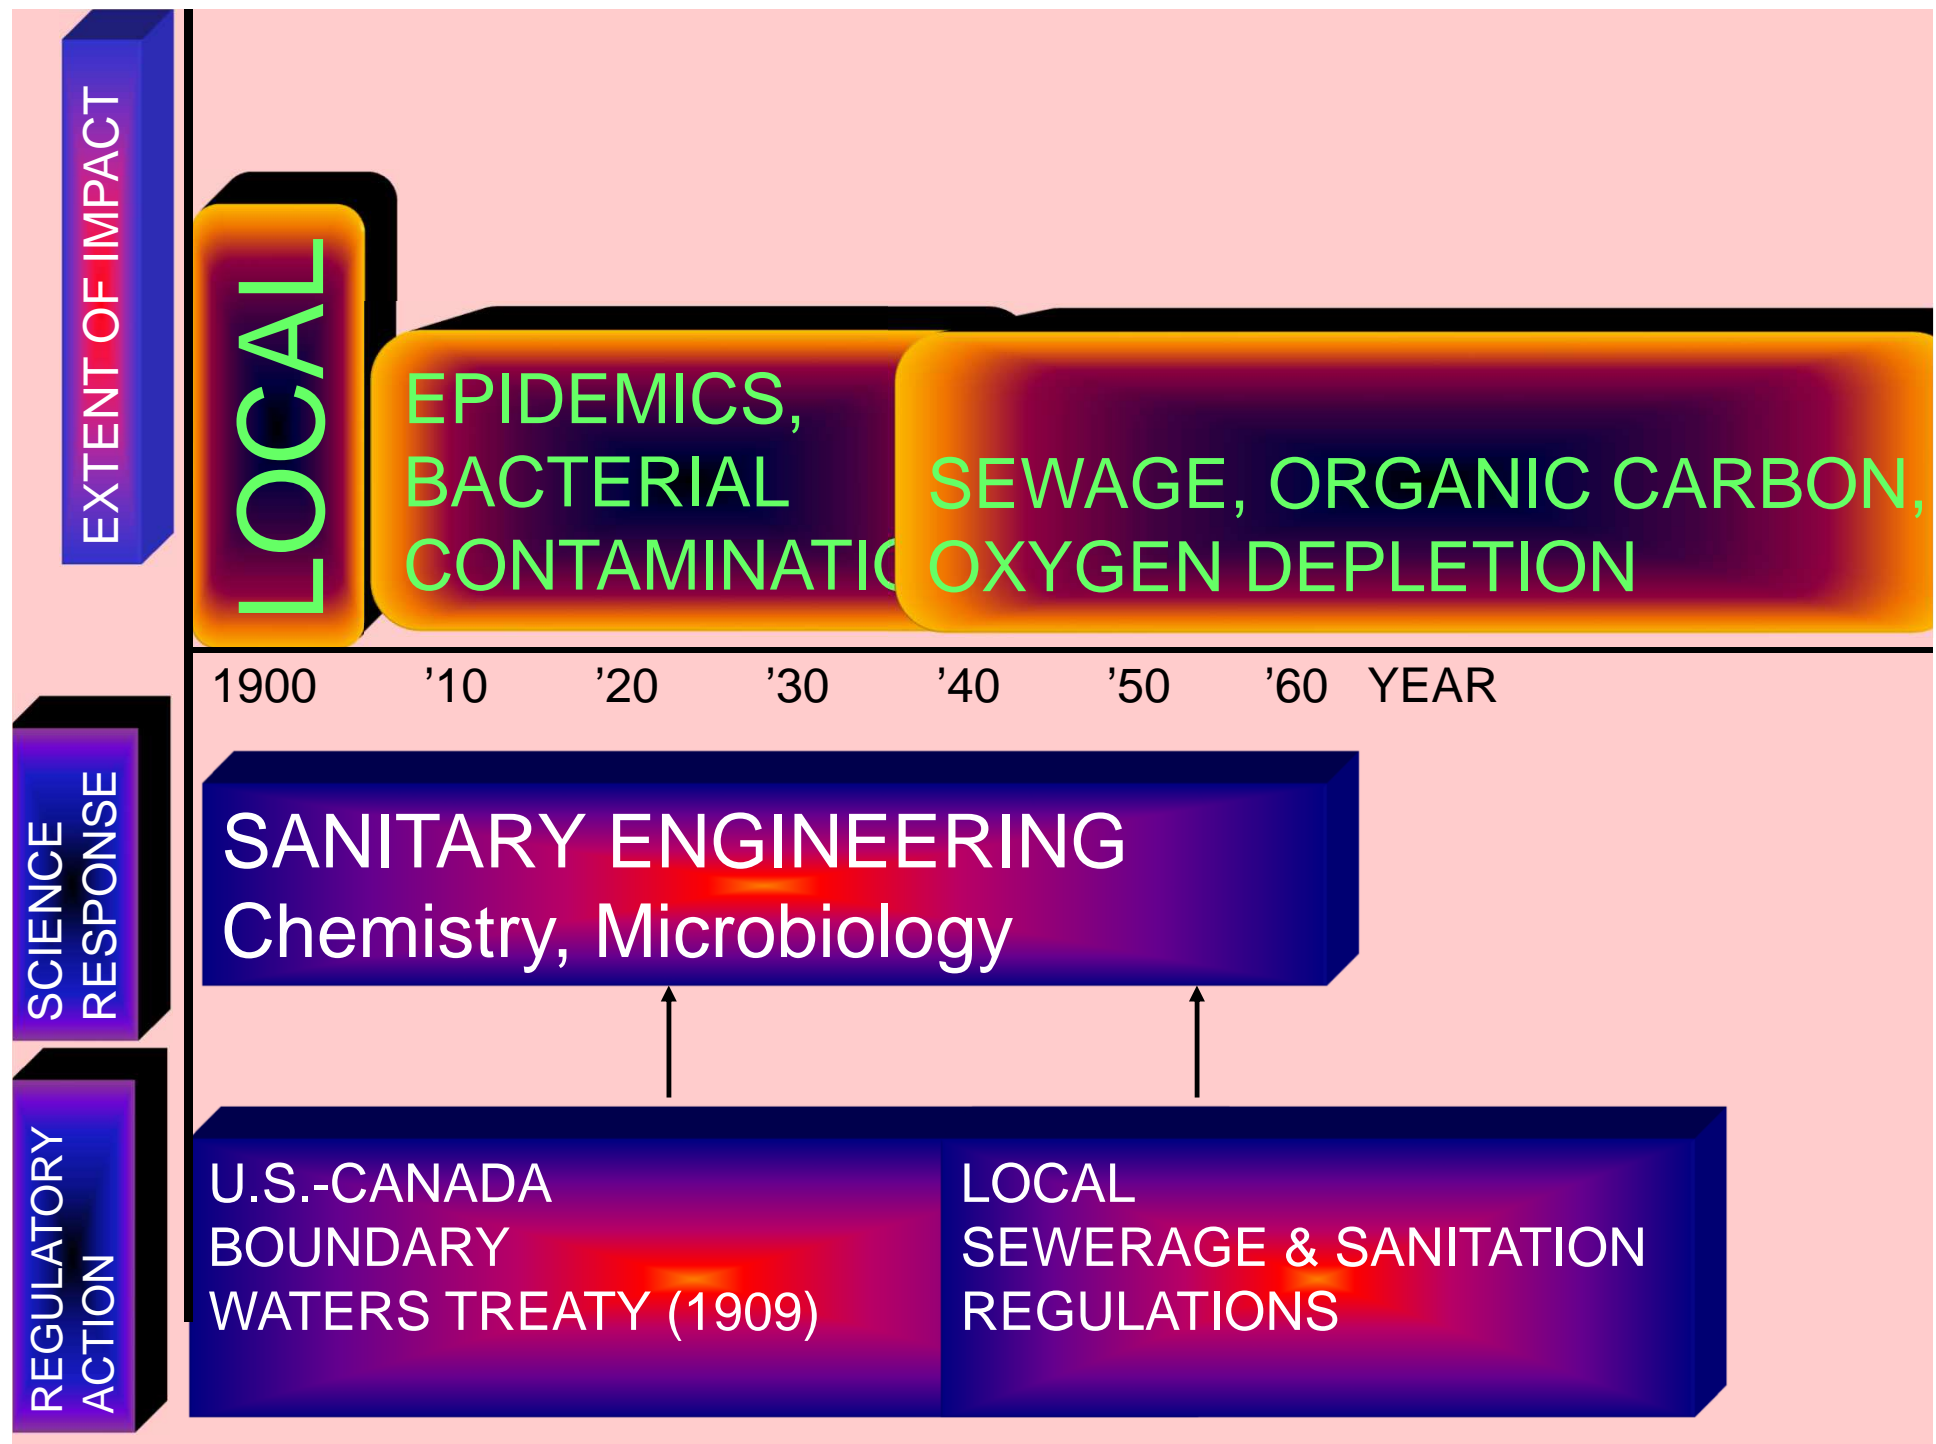 EXTENT OF IMPACT
LOCAL
EPIDEMICS,
BACTERIAL
CONTAMINATIO
SEWAGE, ORGANIC CARBON,
OXYGEN DEPLETION
1900 ’10 ’20 ’30 ’40 ’50 ’60 YEAR
SCIENCE
RESPONSE
SANITARY ENGINEERING
Chemistry, Microbiology
REGULATORY
ACTION
U.S.-CANADA
BOUNDARY
WATERS TREATY (1909)
LOCAL
SEWERAGE & SANITATION
REGULATIONS